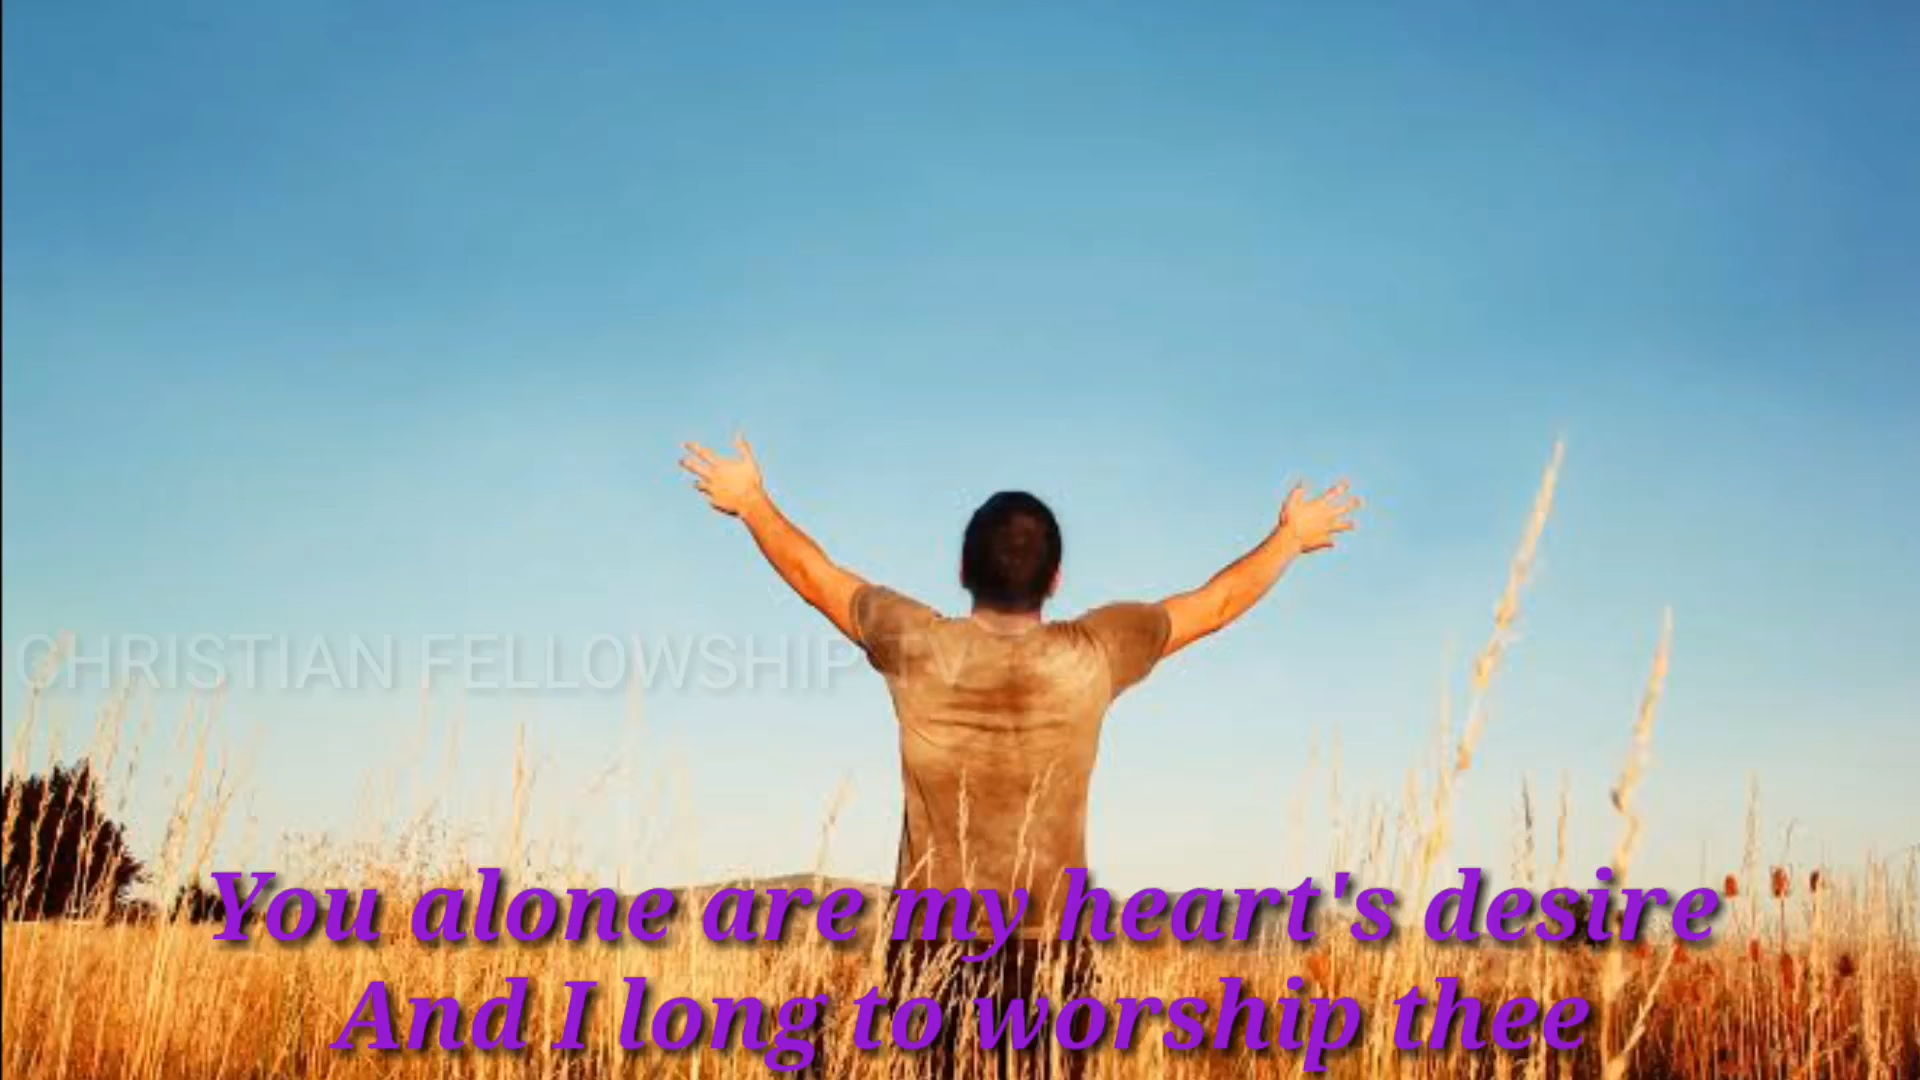 CHRISTIAN FELLOWSHIP TV
You alone are my heart's desire
And I long to worship thee